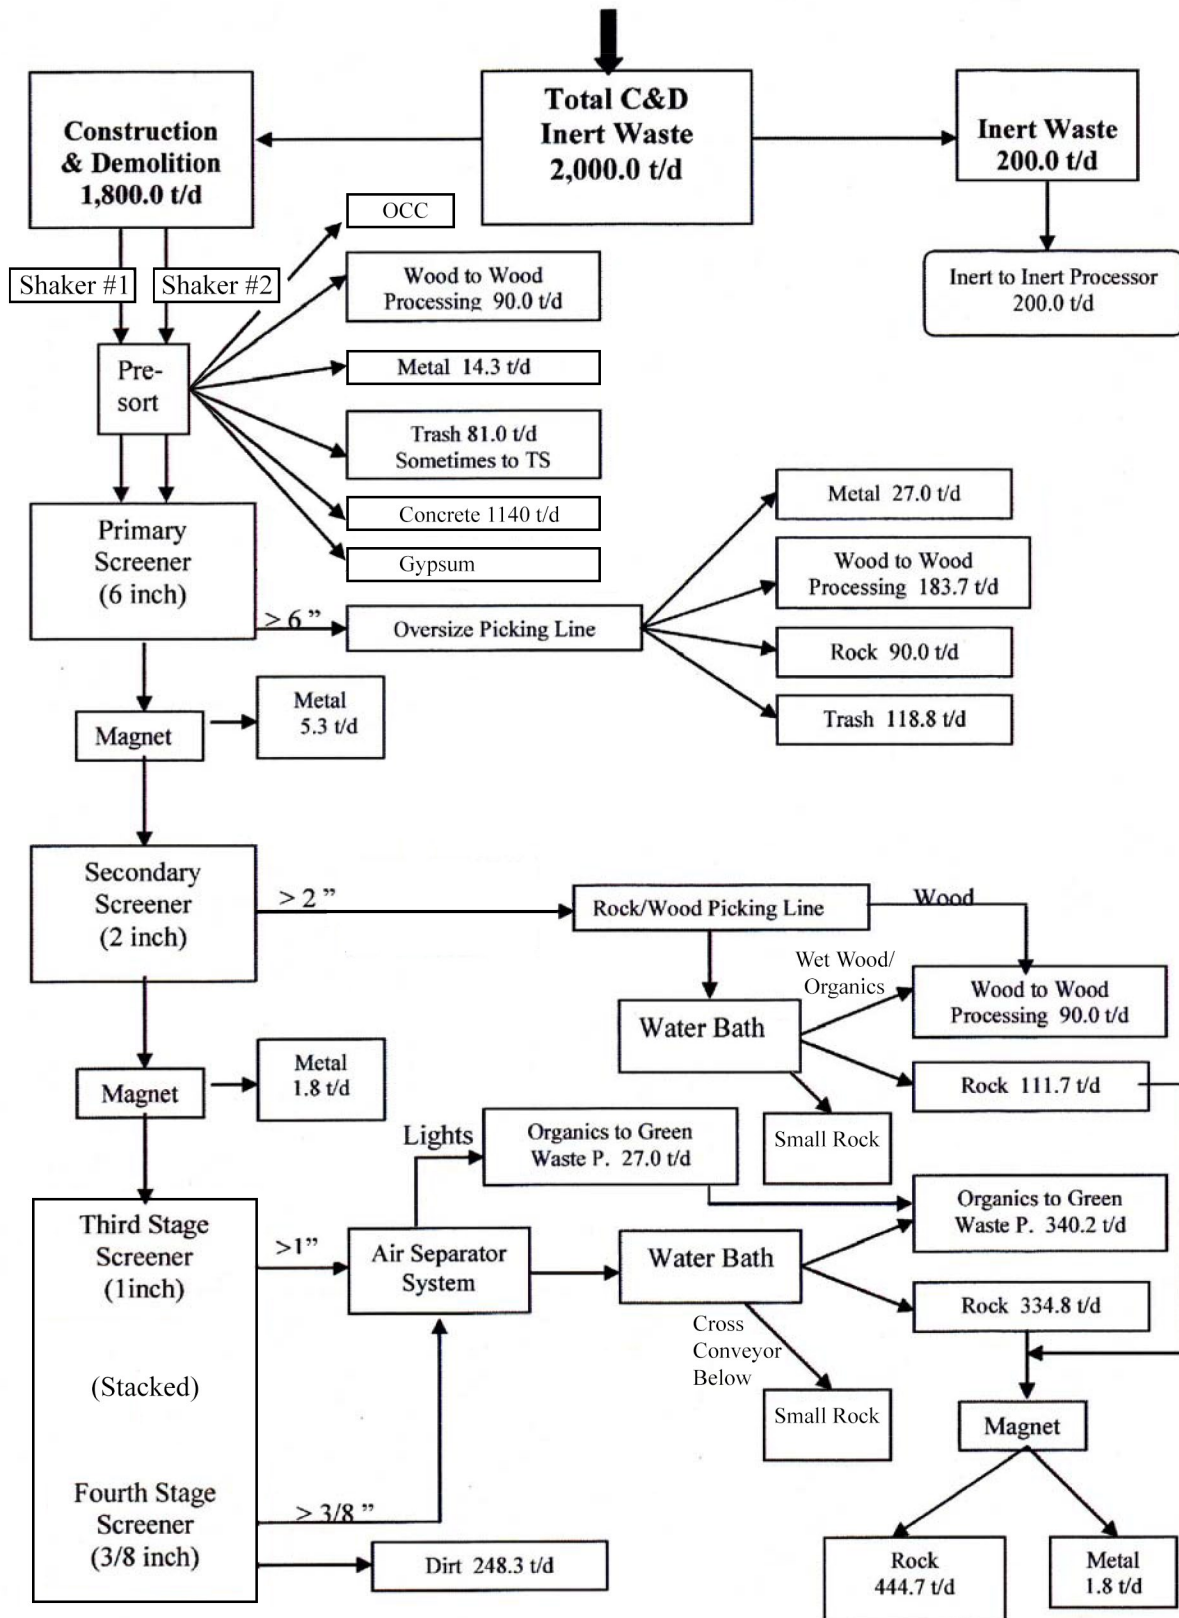 Total C&D
Inert Waste
2,000.0 t/d
Construction
& Demolition
1,800.0 t/d
Inert Waste
200.0 t/d
Inert to Inert Processor
200.0 t/d
Shaker #1
Shaker #2
Pre-
sort
OCC
Wood to Wood
Processing 90.0 t/d
Metal 14.3 t/d
Trash 81.0 t/d
Sometimes to TS
Concrete 1140 t/d
Gypsum
Primary
Screener
(6 inch)
> 6 ”
Oversize Picking Line
Metal 27.0 t/d
Wood to Wood
Processing 183.7 t/d
Rock 90.0 t/d
Trash 118.8 t/d
Magnet
Metal
5.3 t/d
Secondary
Screener
(2 inch)
> 2 ”
Rock/Wood Picking Line
Wood
Water Bath
Wet Wood/
Organics
Wood to Wood
Processing 90.0 t/d
Rock 111.7 t/d
Small Rock
Magnet
Metal
1.8 t/d
Third Stage
Screener
(1inch)
(Stacked)
Fourth Stage
Screener
(3/8 inch)
>1”
> 3/8 ”
Dirt 248.3 t/d
Air Separator
System
Lights
Organics to Green
Waste P. 27.0 t/d
Water Bath
Organics to Green
Waste P. 340.2 t/d
Rock 334.8 t/d
Cross
Conveyor
Below
Small Rock
Magnet
Rock
444.7 t/d
Metal
1.8 t/d